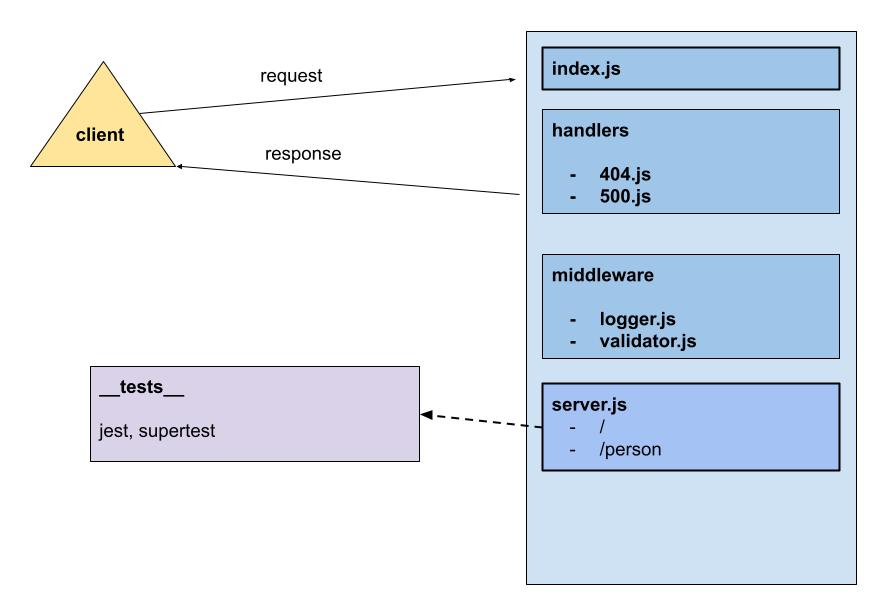 request
client
response
index.js
handlers
- 404.js
- 500.js
middleware
- logger.js
- validator.js
__tests__
jest, supertest
server.js
- /
- /person